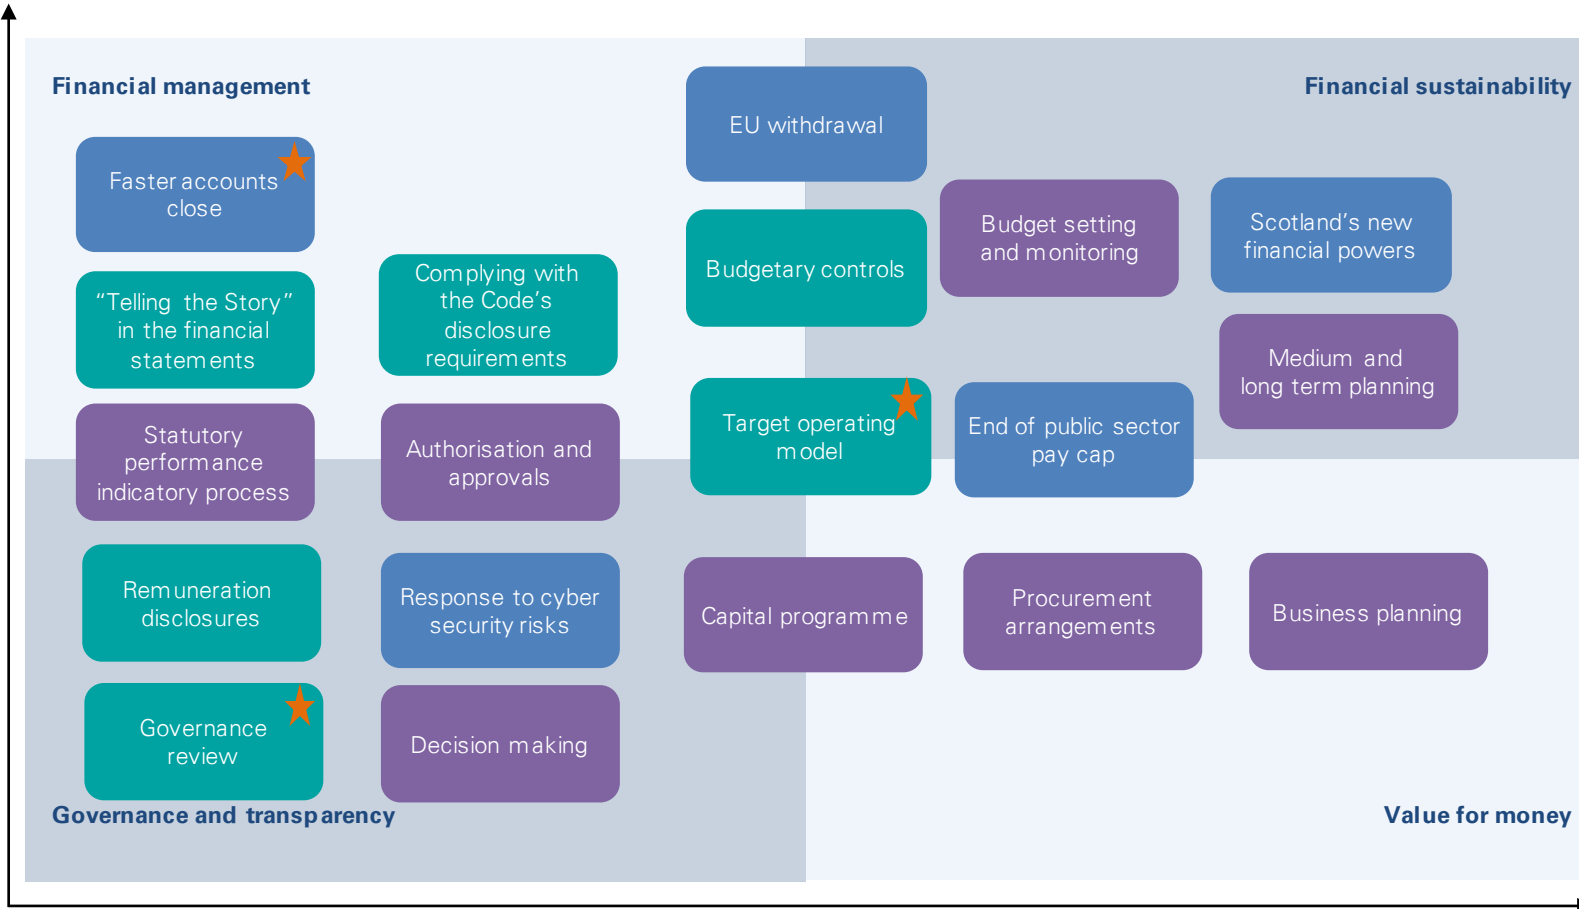 Financial management
Financial sustainability
EU withdrawal
Faster accounts
close
Budget setting
and monitoring
Scotland's new
financial powers
Budgetary controls
Complying with
the Code's
disclosure
requirements
“Telling the Story”
in the financial
statements
Medium and
long term planning
Target operating
model
End of public sector
pay cap
Statutory
performance
indicatory process
Authorisation and
approvals
Remuneration
disclosures
Response to cyber
security risks
Capital programme
Procurement
arrangements
Business planning
Governance
review
Decision making
Governance and transparency
Value for money